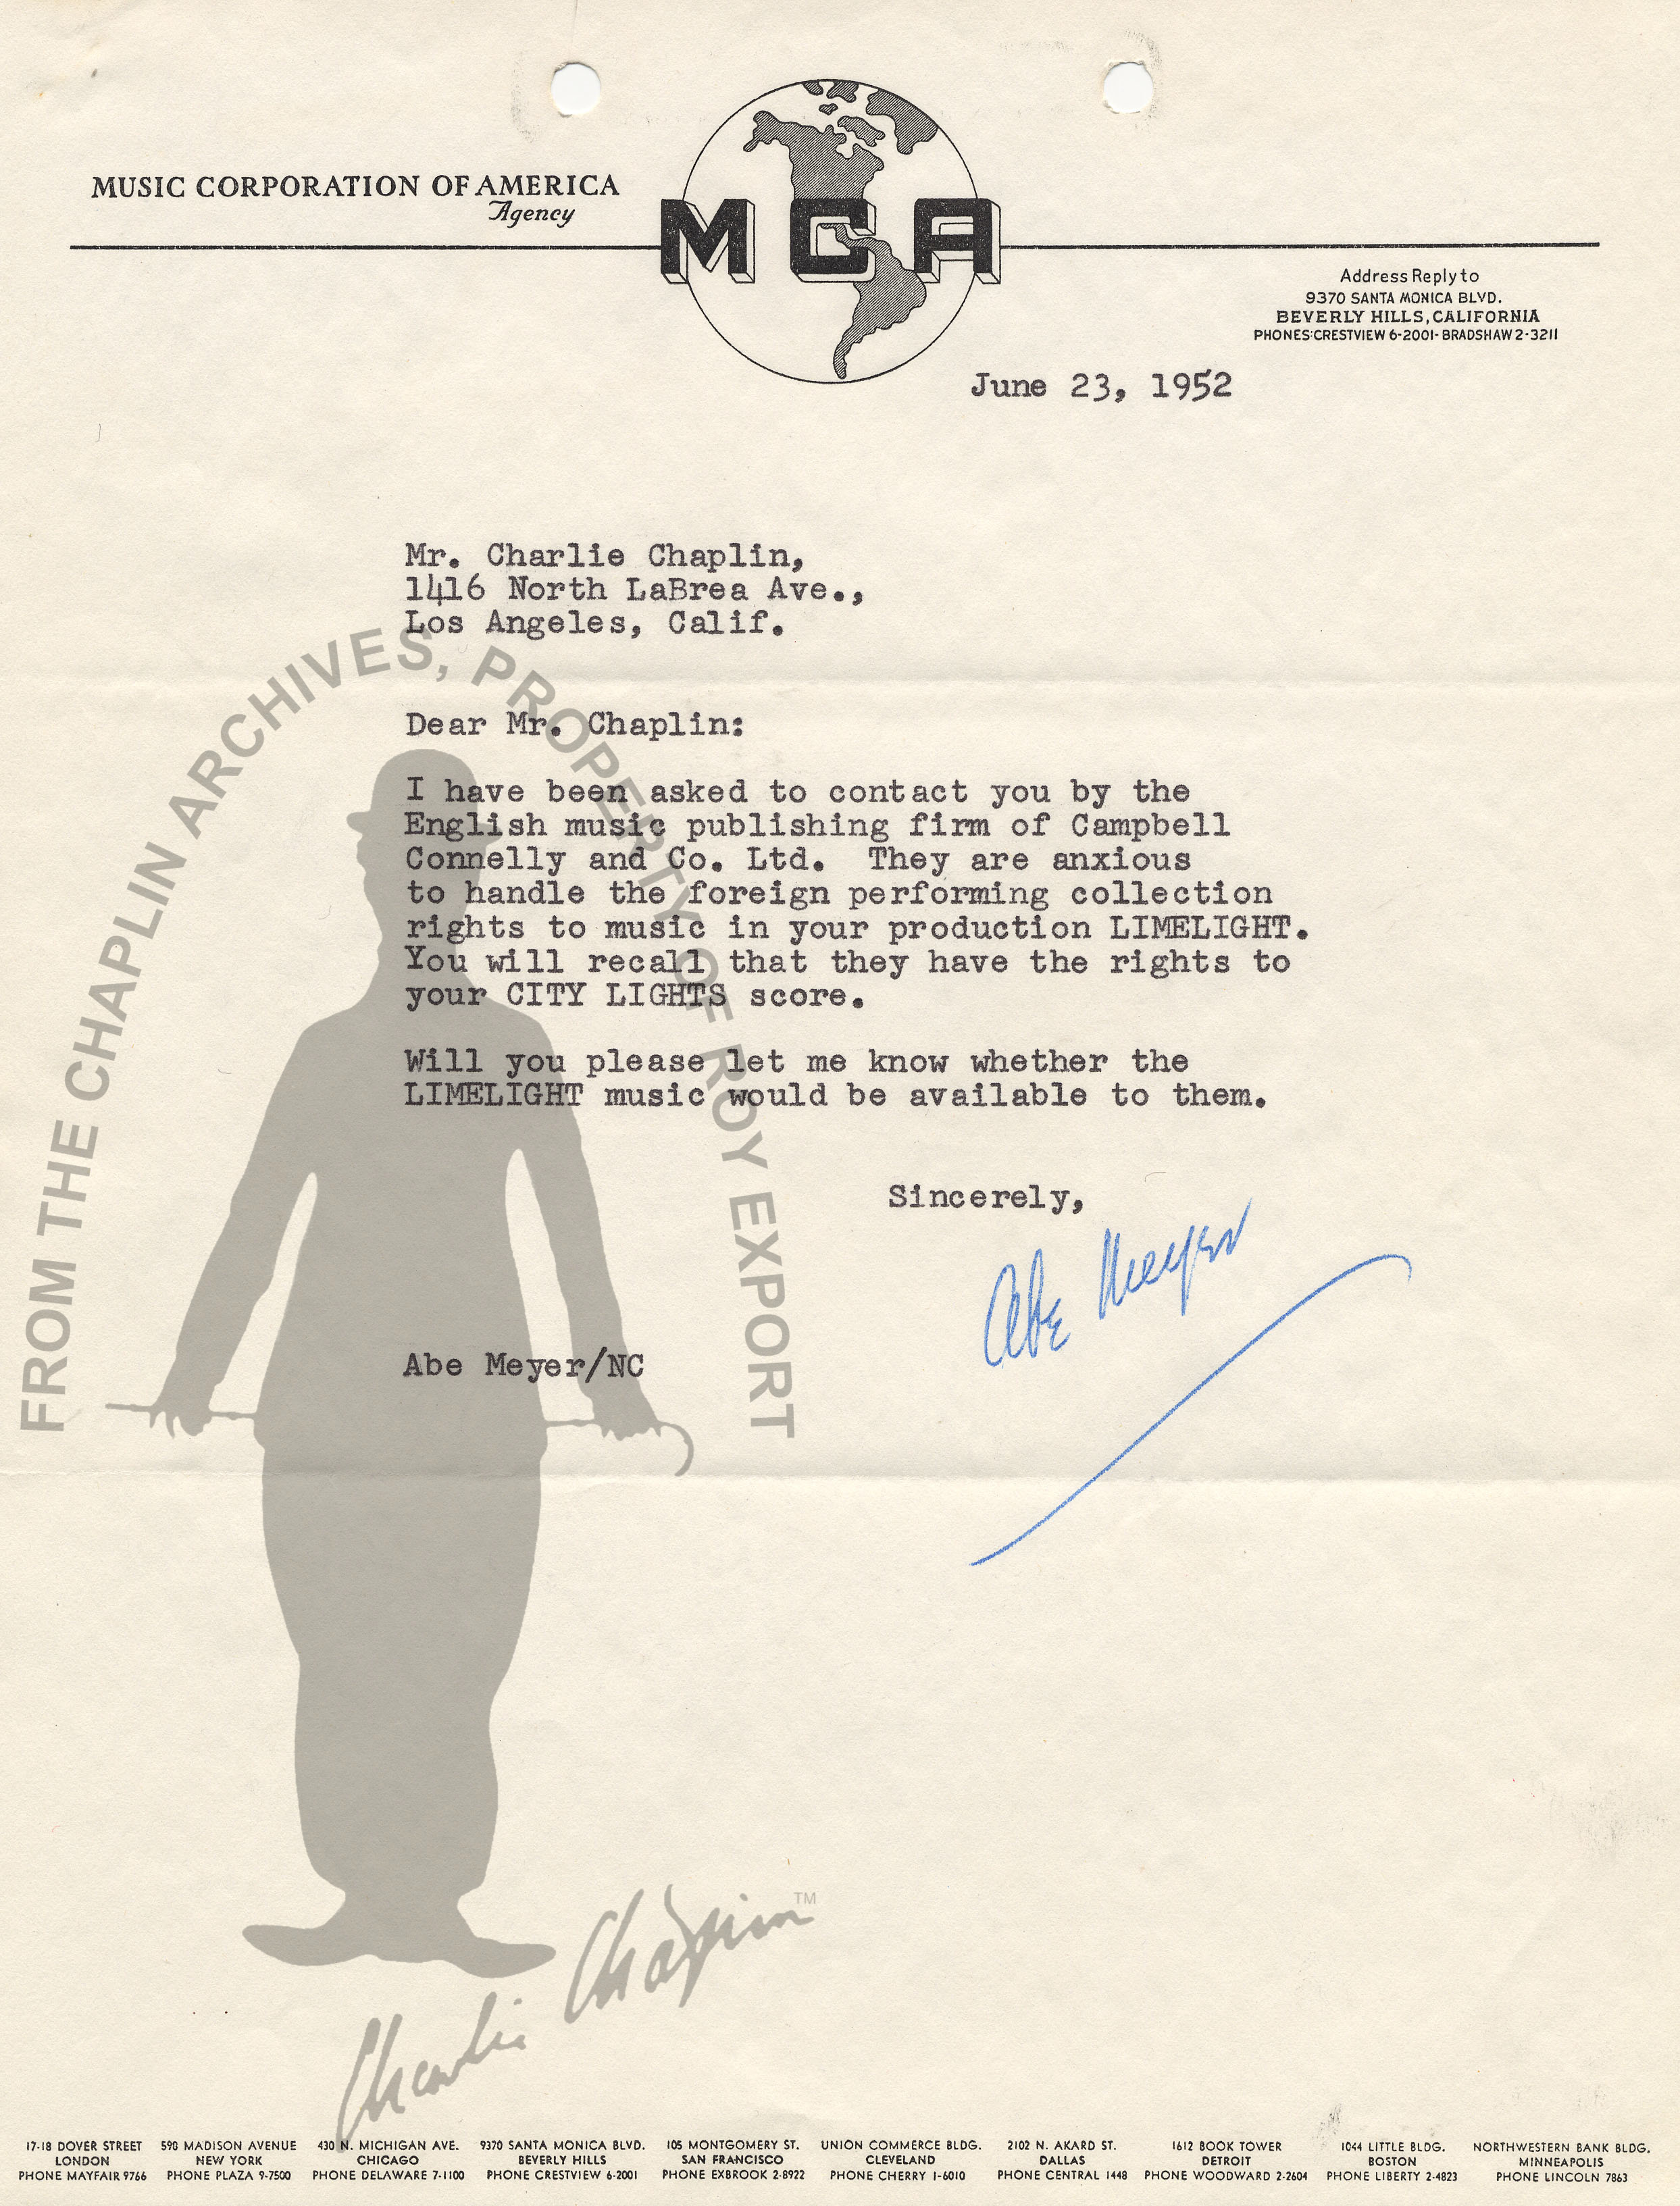 MUSIC CORPORATION OF AMERICA
Agency
MCA
Address Reply to
9370 SANTA MONICA BLVD.
BEVERLY HILLS, CALIFORNIA
PHONES: CRESTVIEW 6-2001 - BRADSHAW 2-3211
June 23, 1952
Mr. Charlie Chaplin,
1416 North LaBrea Ave.,
Los Angeles, Calif.
Dear Mr. Chaplin:
I have been asked to contact you by the
English music publishing firm of Campbell
Connelly and Co. Ltd. They are anxious
to handle the foreign performing collection
rights to music in your production LIMELIGHT.
You will recall that they have the rights to
your CITY LIGHTS score.
Will you please let me know whether the
LIMELIGHT music would be available to them.
Sincerely,
Abe Meyer
Abe Meyer/NC
FROM THE CHAPLIN ARCHIVES, PROPERTY OF ROY EXPORT
Charlie Chaplin TM
17-18 DOVER STREET
LONDON
PHONE MAYFAIR 9766
598 MADISON AVENUE
NEW YORK
PHONE PLAZA 9-7500
430 N. MICHIGAN AVE.
CHICAGO
PHONE DELAWARE 7-1100
9370 SANTA MONICA BLVD.
BEVERLY HILLS
PHONE CRESTVIEW 6-2001
105 MONTGOMERY ST.
SAN FRANCISCO
PHONE EXBROOK 2-8922
UNION COMMERCE BLDG.
CLEVELAND
PHONE CHERRY 1-6010
2102 N. AKARD ST.
DALLAS
PHONE CENTRAL 1448
1612 BOOK TOWER
DETROIT
PHONE WOODWARD 2-2604
1044 LITTLE BLDG.
BOSTON
PHONE LIBERTY 2-4823
NORTHWESTERN BANK BLDG.
MINNEAPOLIS
PHONE LINCOLN 7863